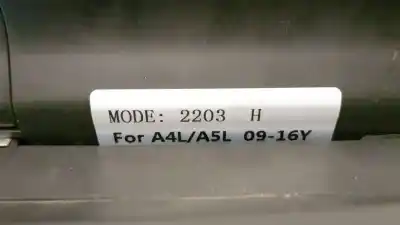 MODE: 2203 H
For A4L/A5L 09-16Y